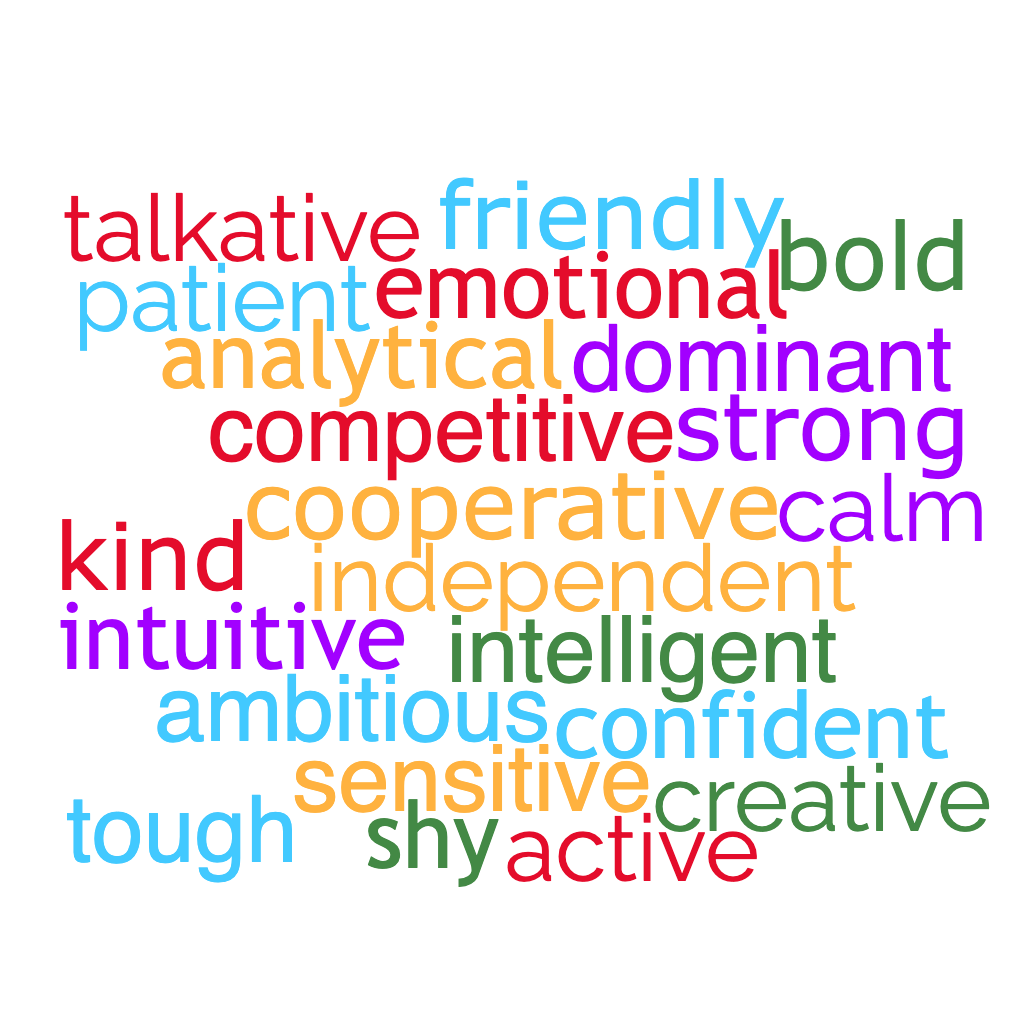 talkative friendly bold
patient emotional
analytical dominant
competitive strong
cooperative calm
kind independent
intuitive intelligent
ambitious confident
sensitive creative
tough shy active